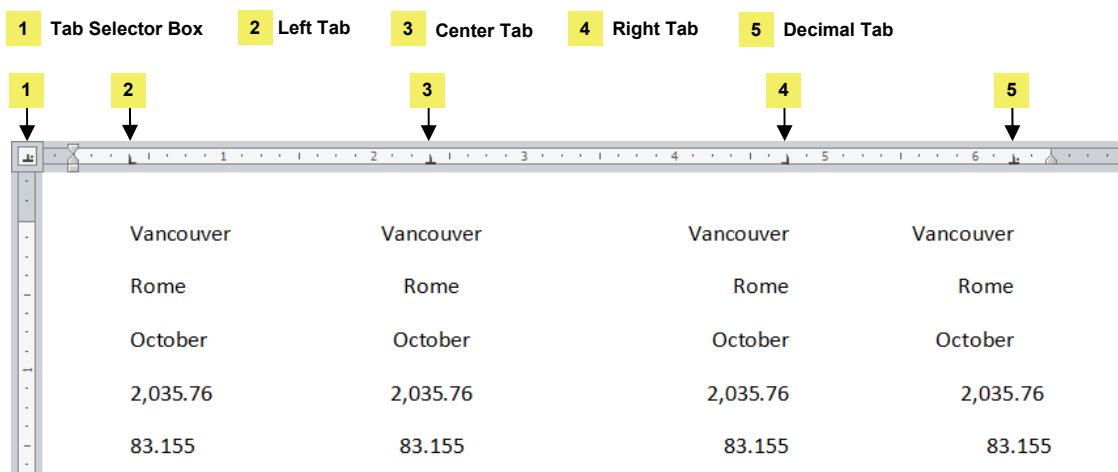 1 Tab Selector Box 2 Left Tab 3 Center Tab 4 Right Tab 5 Decimal Tab
1 2 3 4 5
1 2 3 4 5 6
Vancouver Vancouver Vancouver Vancouver
Rome Rome Rome Rome
October October October October
1
2,035.76 2,035.76 2,035.76 2,035.76
83.155 83.155 83.155 83.155